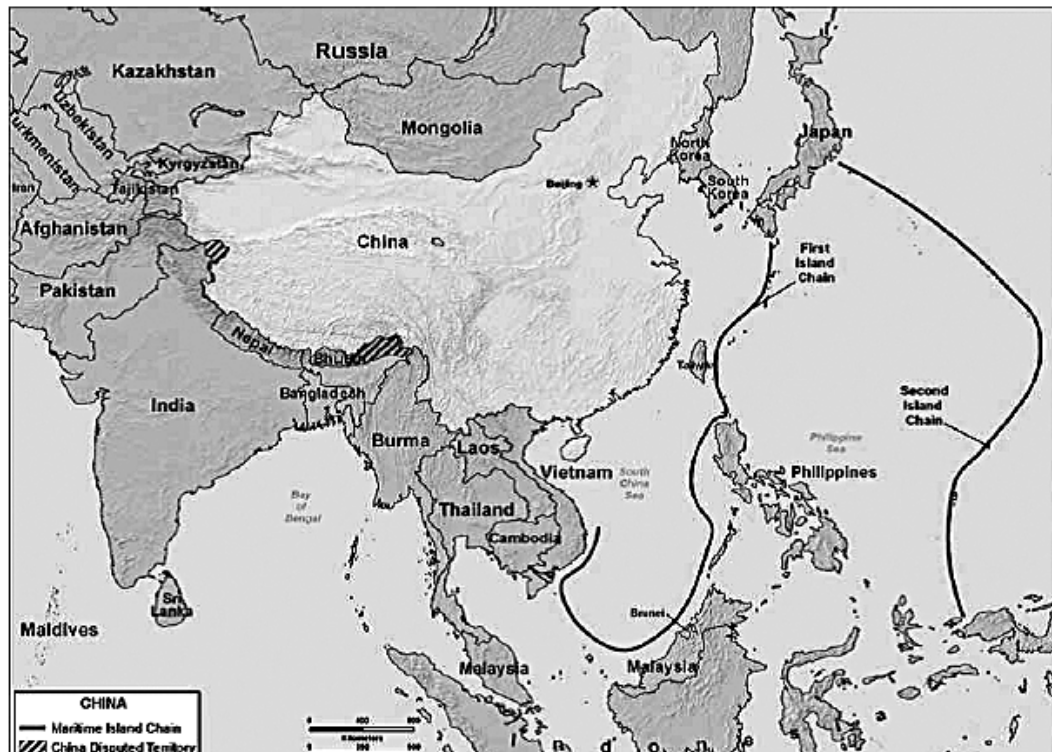 Russia
Kazakhstan
Mongolia
Uzbekistan
Turkmenistan
Kyrgyzstan
Tajikistan
Iran
Afghanistan
Pakistan
China
Beijing
North
Korea
South
Korea
Japan
First
Island
Chain
Nepal
India
Bangladesh
Burma
Laos
Vietnam
Thailand
Cambodia
South
China
Sea
Philippine
Sea
Philippines
Second
Island
Chain
Bay
of
Bengal
Sri
Lanka
Maldives
Malaysia
Brunei
Malaysia
CHINA
Maritime Island Chain
China Disputed Territory
Kilometers